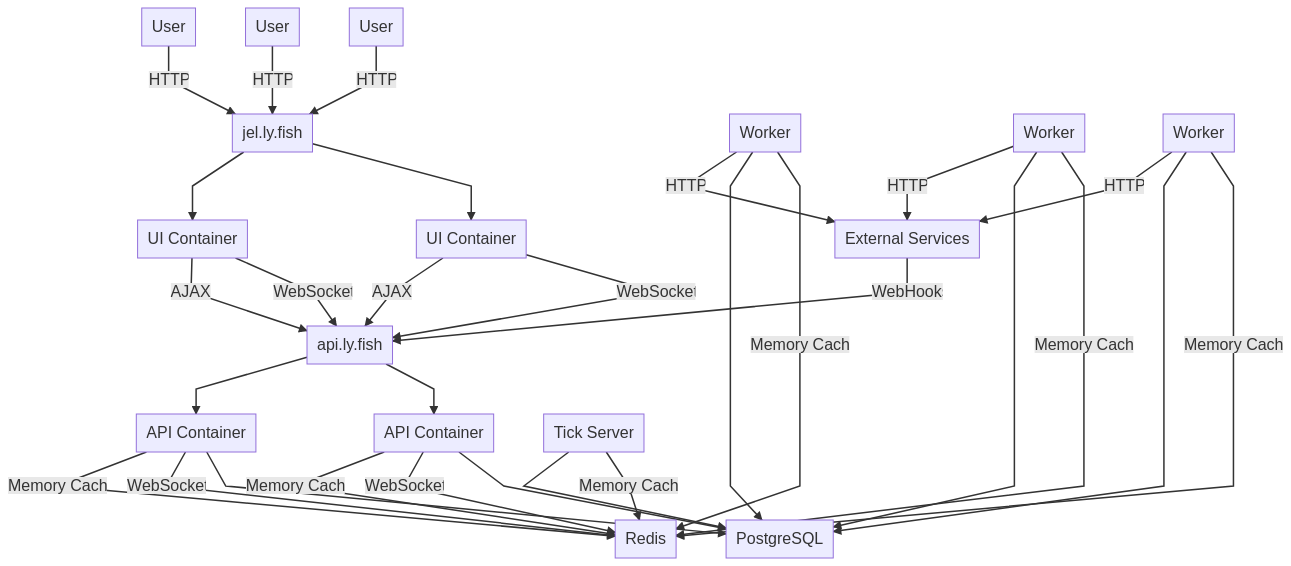 User
User
User
HTTP
HTTP
HTTP
jel.ly.fish
Worker
Worker
Worker
HTTP
HTTP
HTTP
UI Container
UI Container
External Services
AJAX
WebSocket
AJAX
WebSocket
WebHook
api.ly.fish
Memory Cach
Memory Cach
Memory Cach
API Container
API Container
Tick Server
Memory Cach
WebSocket
Memory Cach
WebSocket
Memory Cach
Redis
PostgreSQL